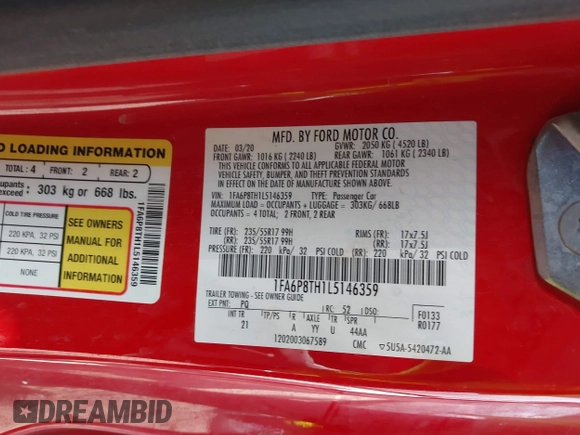 D LOADING INFORMATION
TOTAL: 4 FRONT: 2 REAR: 2
upants exceed: 303 kg or 668 lbs.
COLD TIRE PRESSURE
220 KPA, 32 PSI
220 KPA, 32 PSI
NONE
SEE OWNERS
MANUAL FOR
ADDITIONAL
INFORMATION
1FA6P8TH1L5146359
MFD. BY FORD MOTOR CO.
DATE: 03/20 GVWR: 2050 KG (4520 LB)
FRONT GAWR: 1016 KG (2240 LB) REAR GAWR: 1061 KG (2340 LB)
THIS VEHICLE CONFORMS TO ALL APPLICABLE FEDERAL MOTOR
VEHICLE SAFETY, BUMPER, AND THEFT PREVENTION STANDARDS
IN EFFECT ON THE DATE OF MANUFACTURE SHOWN ABOVE.
VIN: 1FA6P8TH1L5146359 TYPE: Passenger Car
MAXIMUM LOAD = OCCUPANTS + LUGGAGE = 303KG/ 668LB
OCCUPANTS = 4 TOTAL: 2 FRONT, 2 REAR
TIRE (FR): 235/55R17 99H RIMS (FR): 17x7.5J
TIRE (RR): 235/55R17 99H RIMS (RR): 17x7.5J
PRESSURE (FR): 220 kPa/ 32 PSI COLD (RR): 220 kPa/ 32 PSI COLD
1FA6P8TH1L5146359
TRAILER TOWING - SEE OWNER GUIDE
EXT PNT: PQ RC: 52 DSO: F0133
INT TR TP/PS R AXLE TR SPR R0177
21 A YY U 44AA
1202003067589 CMC ▽5U5A-5420472-AA
DREAMBID